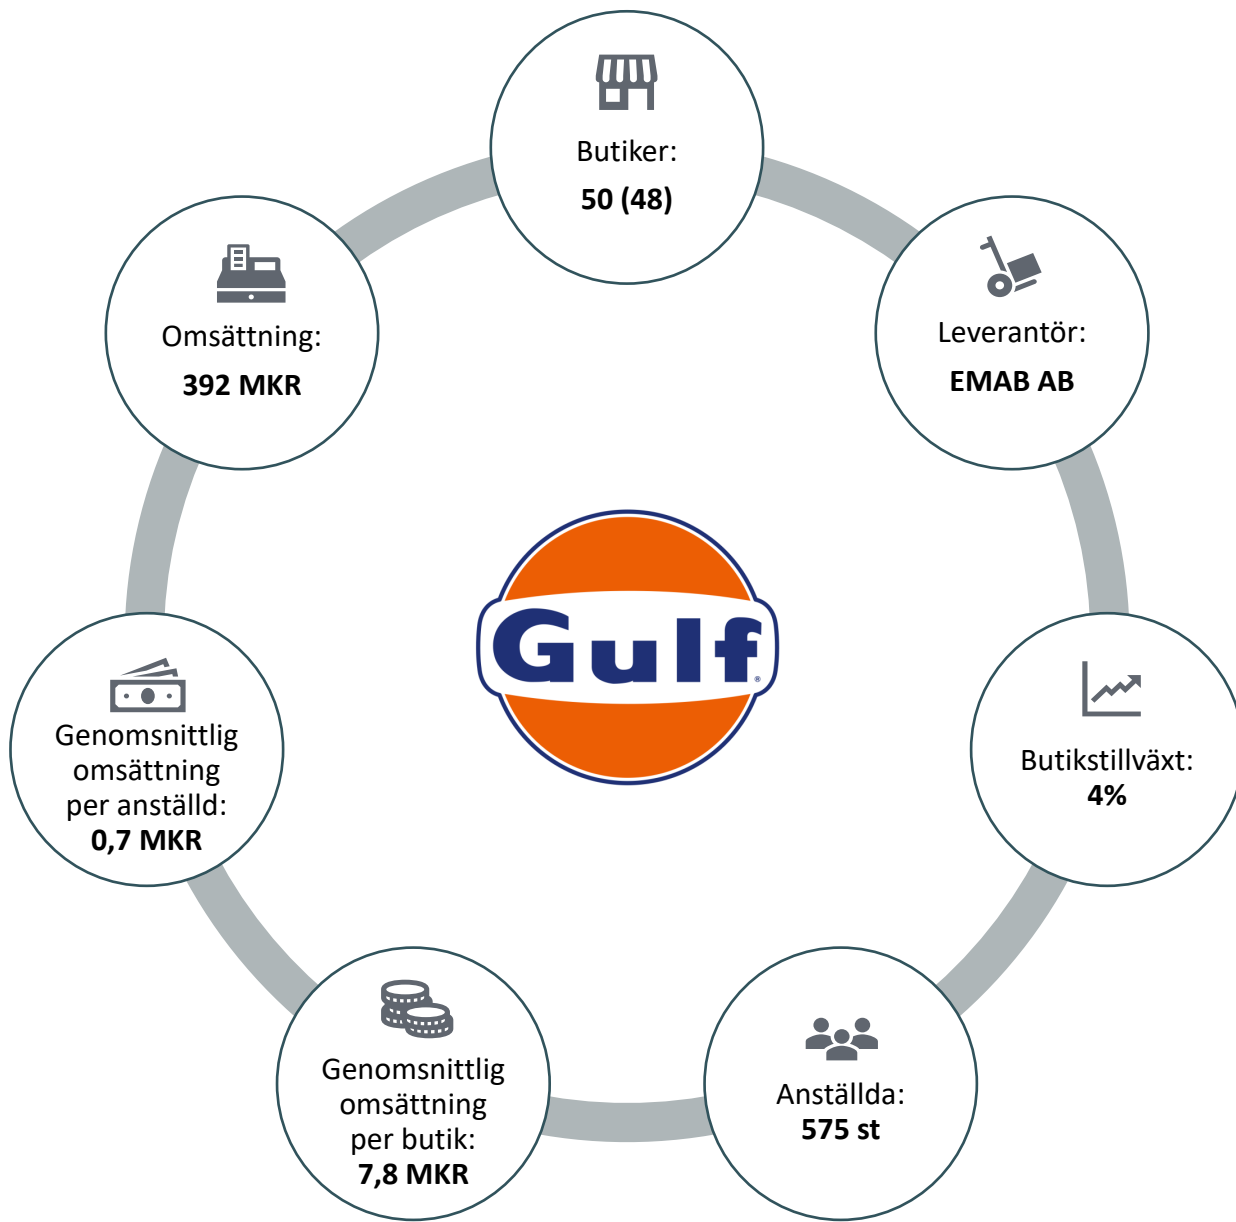 Butiker:
50 (48)
Leverantör:
EMAB AB
Butikstillväxt:
4%
Anställda:
575 st
Genomsnittlig
omsättning
per butik:
7,8 MKR
Genomsnittlig
omsättning
per anställd:
0,7 MKR
Omsättning:
392 MKR
Gulf®